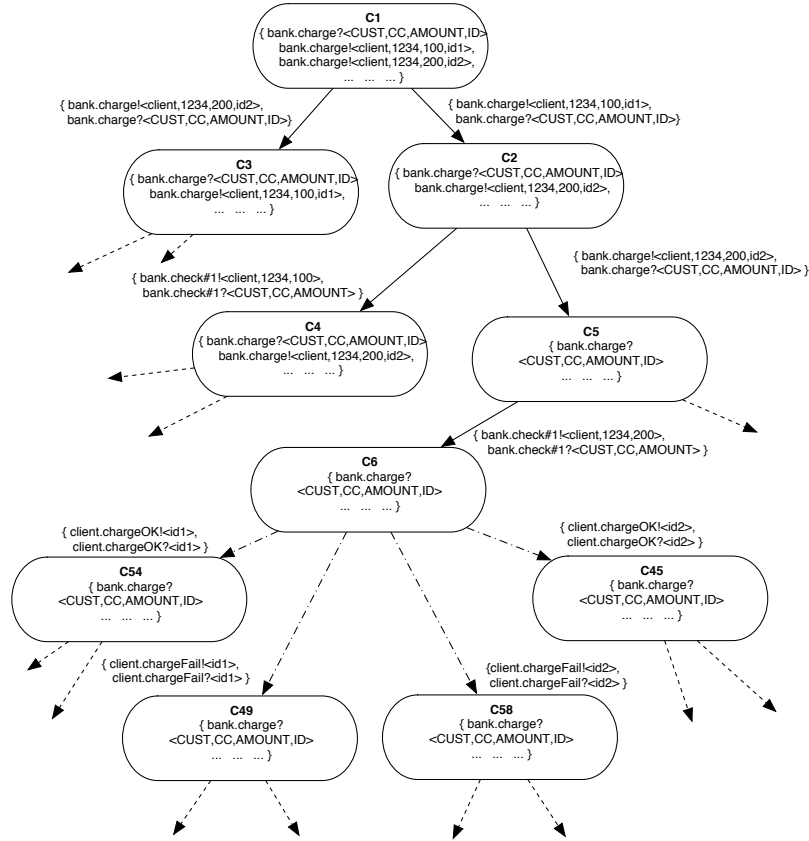 C1
{ bank.charge?<CUST,CC,AMOUNT,ID>
bank.charge!<client,1234,100,id1>,
bank.charge!<client,1234,200,id2>,
... ... ... }
{ bank.charge!<client,1234,200,id2>,
bank.charge?<CUST,CC,AMOUNT,ID>}
{ bank.charge!<client,1234,100,id1>,
bank.charge?<CUST,CC,AMOUNT,ID>}
C3
{ bank.charge?<CUST,CC,AMOUNT,ID>
bank.charge!<client,1234,100,id1>,
... ... ... }
C2
{ bank.charge?<CUST,CC,AMOUNT,ID>
bank.charge!<client,1234,200,id2>,
... ... ... }
{ bank.check#1!<client,1234,100>,
bank.check#1?<CUST,CC,AMOUNT> }
{ bank.charge!<client,1234,200,id2>,
bank.charge?<CUST,CC,AMOUNT,ID> }
C4
{ bank.charge?<CUST,CC,AMOUNT,ID>
bank.charge!<client,1234,200,id2>,
... ... ... }
C5
{ bank.charge?
<CUST,CC,AMOUNT,ID>
... ... ... }
{ bank.check#1!<client,1234,200>,
bank.check#1?<CUST,CC,AMOUNT> }
C6
{ bank.charge?
<CUST,CC,AMOUNT,ID>
... ... ... }
{ client.chargeOK!<id1>,
client.chargeOK?<id1> }
{ client.chargeOK!<id2>,
client.chargeOK?<id2> }
C54
{ bank.charge?
<CUST,CC,AMOUNT,ID>
... ... ... }
C45
{ bank.charge?
<CUST,CC,AMOUNT,ID>
... ... ... }
{ client.chargeFail!<id1>,
client.chargeFail?<id1> }
{client.chargeFail!<id2>,
client.chargeFail?<id2> }
C49
{ bank.charge?
<CUST,CC,AMOUNT,ID>
... ... ... }
C58
{ bank.charge?
<CUST,CC,AMOUNT,ID>
... ... ... }